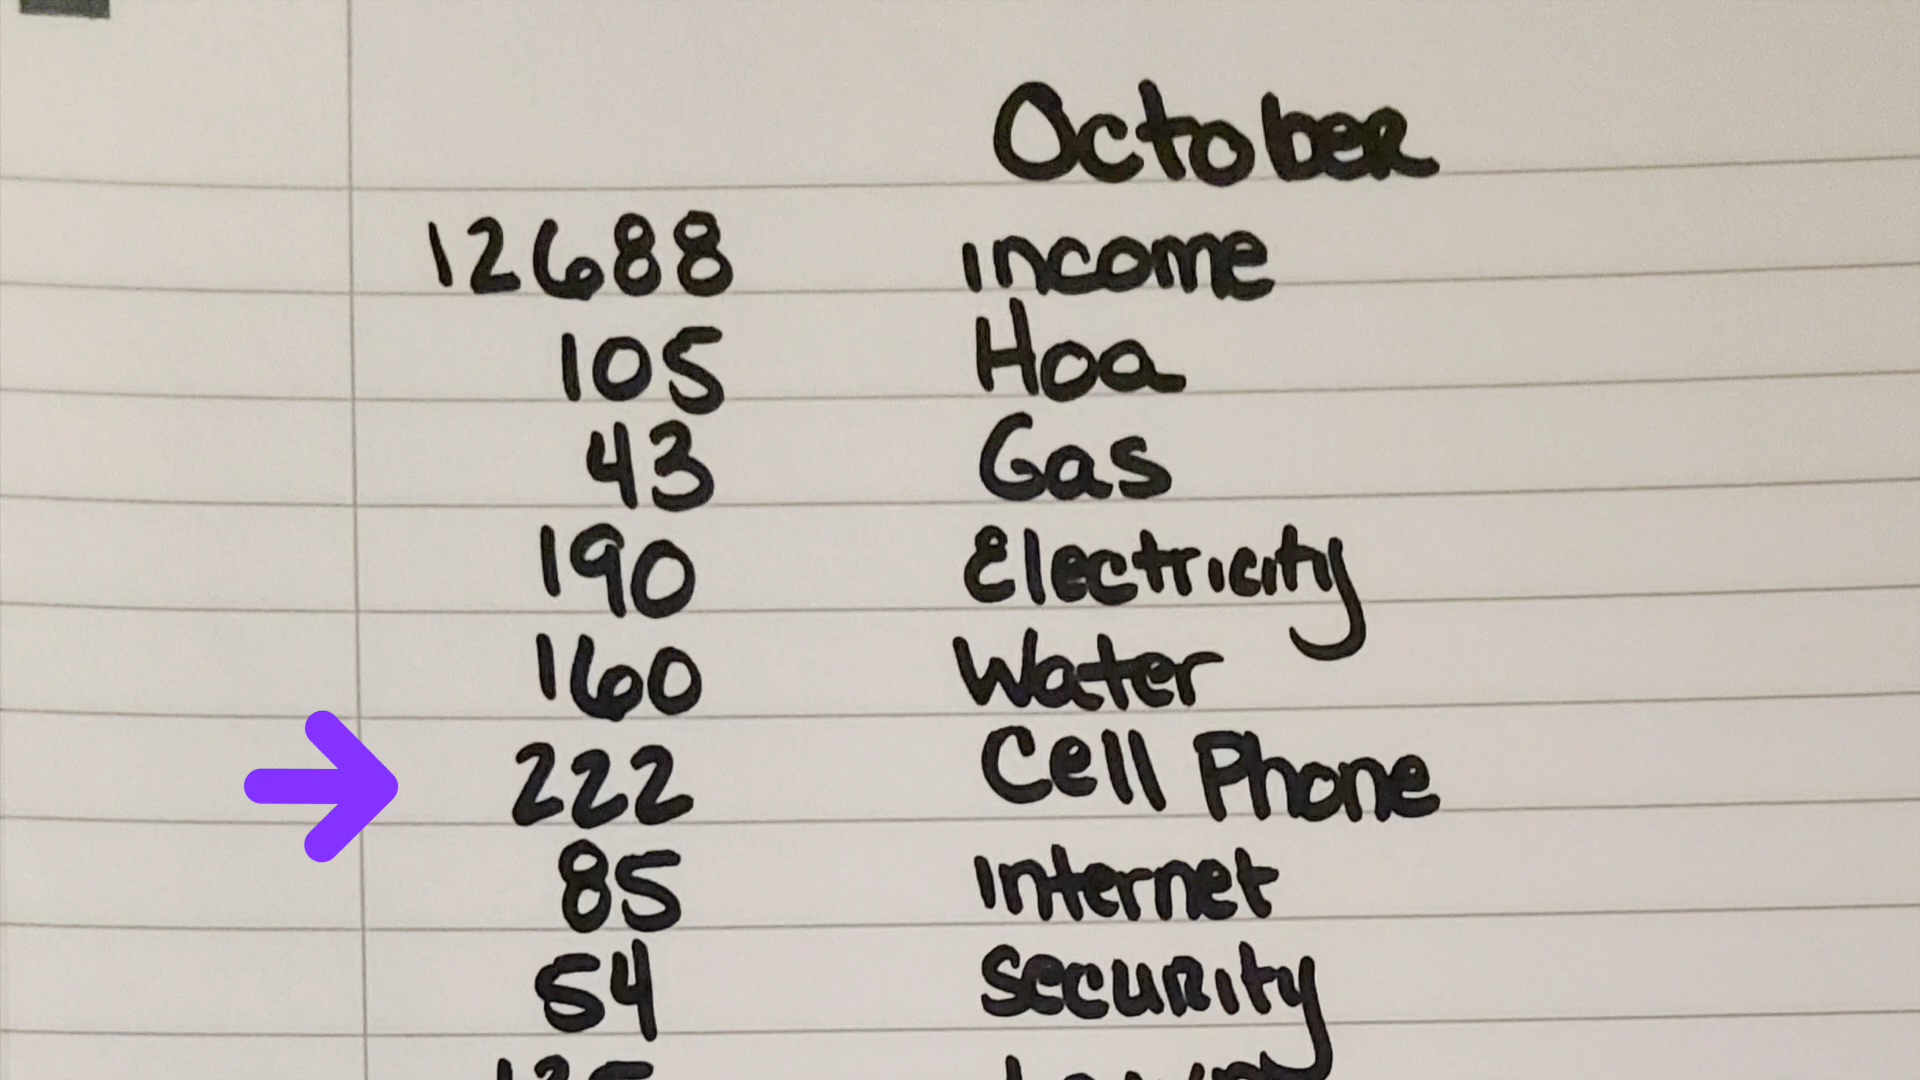 October
12688 income
105 Hoa
43 Gas
190 Electricity
160 Water
222 Cell Phone
85 Internet
54 Security